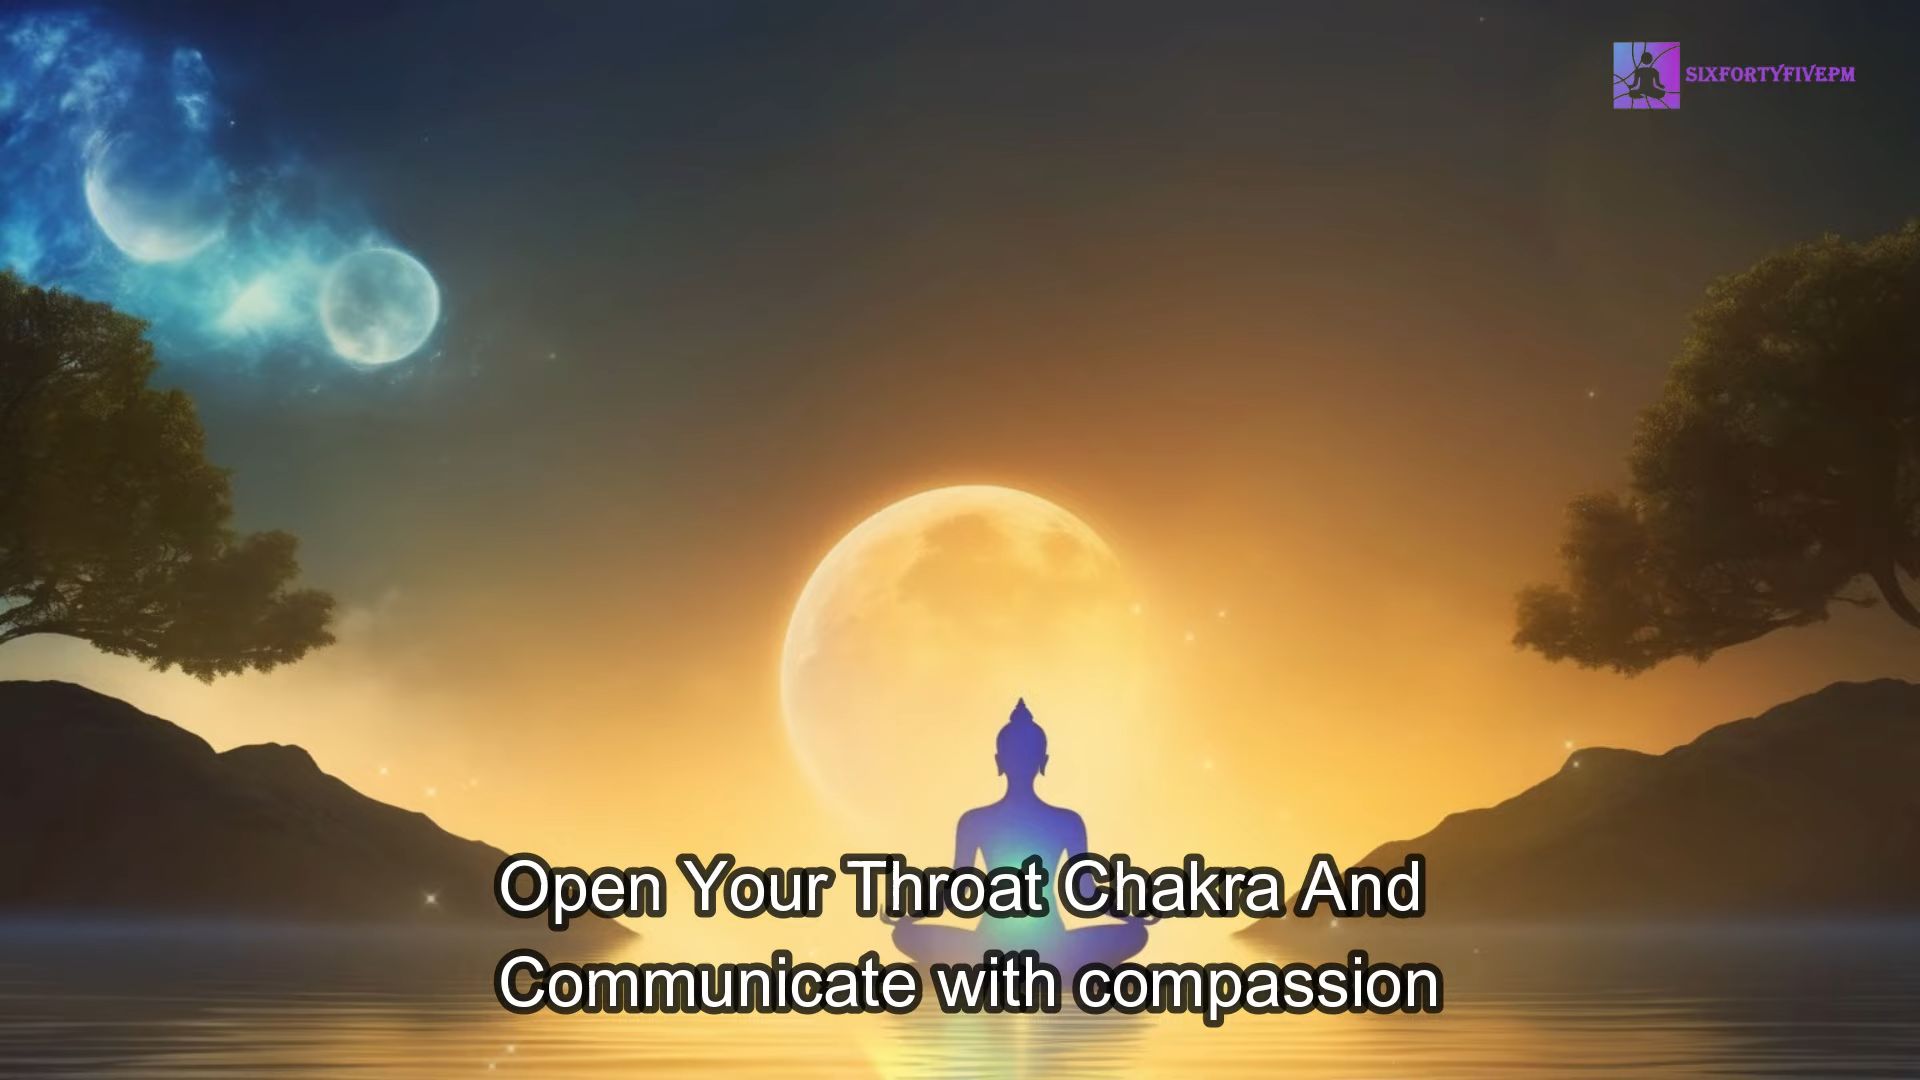 SIXFORTYFIVEPM
Open Your Throat Chakra And
Communicate with compassion